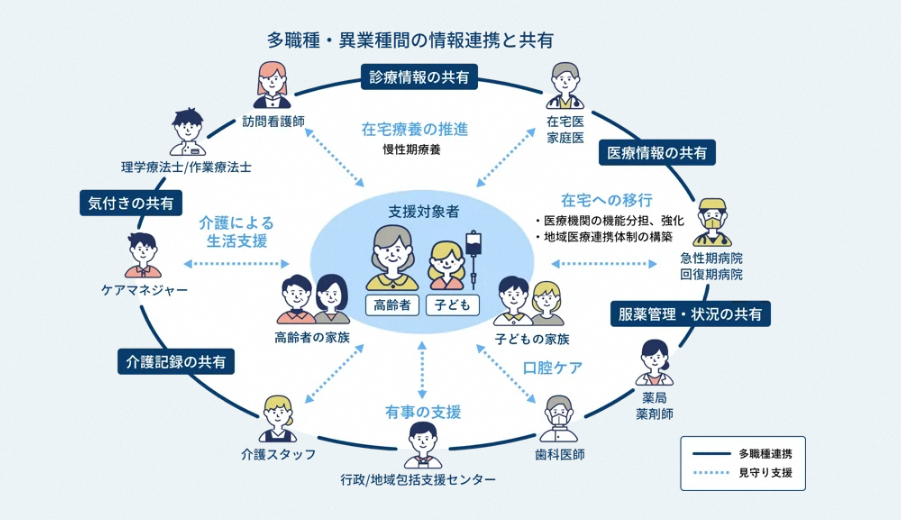 多職種・異業種間の情報連携と共有
診療情報の共有
訪問看護師
在宅医
家庭医
在宅療養の推進
慢性期療養
理学療法士/作業療法士
医療情報の共有
気付きの共有
介護による
生活支援
支援対象者
在宅への移行
・医療機関の機能分担、強化
・地域医療連携体制の構築
急性期病院
回復期病院
ケアマネジャー
高齢者
子ども
高齢者の家族
子どもの家族
服薬管理・状況の共有
介護記録の共有
口腔ケア
薬局
薬剤師
有事の支援
介護スタッフ
歯科医師
行政/地域包括支援センター
多職種連携
見守り支援